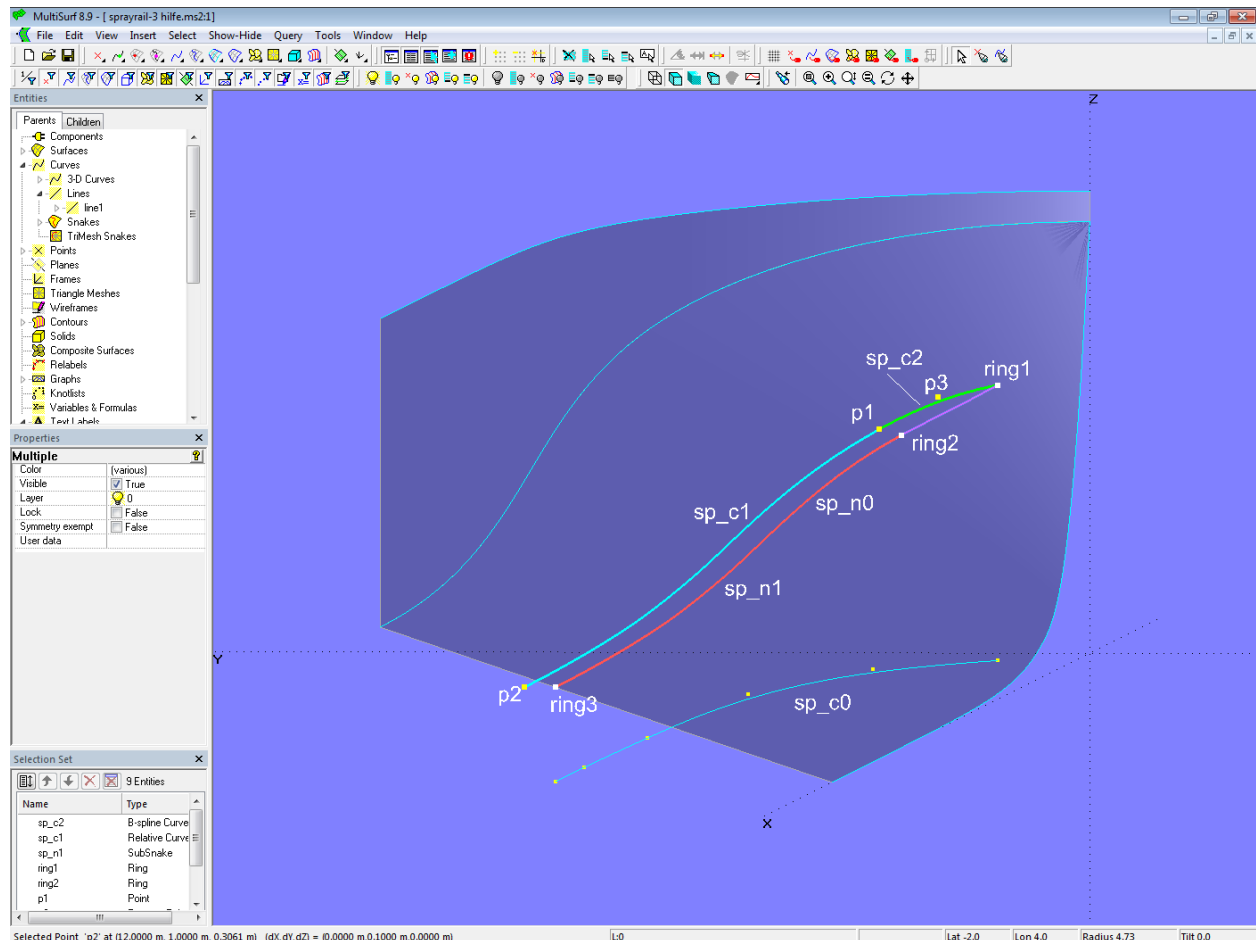 MultiSurf 8.9 - [ sprayrail-3 hilfe.ms2:1]
File Edit View Insert Select Show-Hide Query Tools Window Help
Entities
Parents Children
Components
Surfaces
Curves
3-D Curves
Lines
line1
Snakes
TriMesh Snakes
Points
Planes
Frames
Triangle Meshes
Wireframes
Contours
Solids
Composite Surfaces
Relabels
Graphs
Knotlists
Variables & Formulas
Text Labels
Properties
Multiple
Color (various)
Visible True
Layer 0
Lock False
Symmetry exempt False
User data
Selection Set
9 Entities
Name Type
sp_c2 B-spline Curve
sp_c1 Relative Curve
sp_n1 SubSnake
ring1 Ring
ring2 Ring
p1 Point
Z
sp_c2
p3
ring1
p1
ring2
sp_c1
sp_n0
sp_n1
Y
p2
ring3
sp_c0
X
Selected Point 'p2' at (12.0000 m, 1.0000 m, 0.3061 m) (dX,dY,dZ) = (0.0000 m,0.1000 m,0.0000 m) L:0 Lat -2.0 Lon 4.0 Radius 4.73 Tilt 0.0